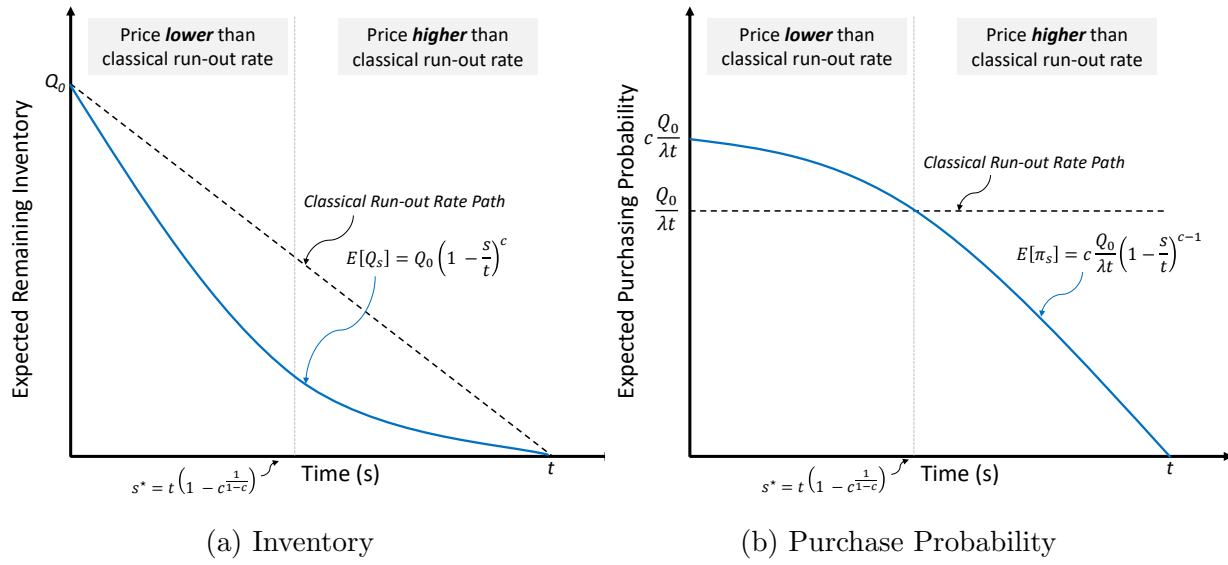 Price lower than
classical run-out rate
Price higher than
classical run-out rate
Q₀
Expected Remaining Inventory
Classical Run-out Rate Path
E[Qₛ] = Q₀ (1 − s/t)^c
t
Time (s)
s* = t (1 − c^(1/(1−c)))
(a) Inventory
Price lower than
classical run-out rate
Price higher than
classical run-out rate
Expected Purchasing Probability
c Q₀/λt
Classical Run-out Rate Path
Q₀/λt
E[πₛ] = c Q₀/λt (1 − s/t)^(c−1)
t
Time (s)
s* = t (1 − c^(1/(1−c)))
(b) Purchase Probability